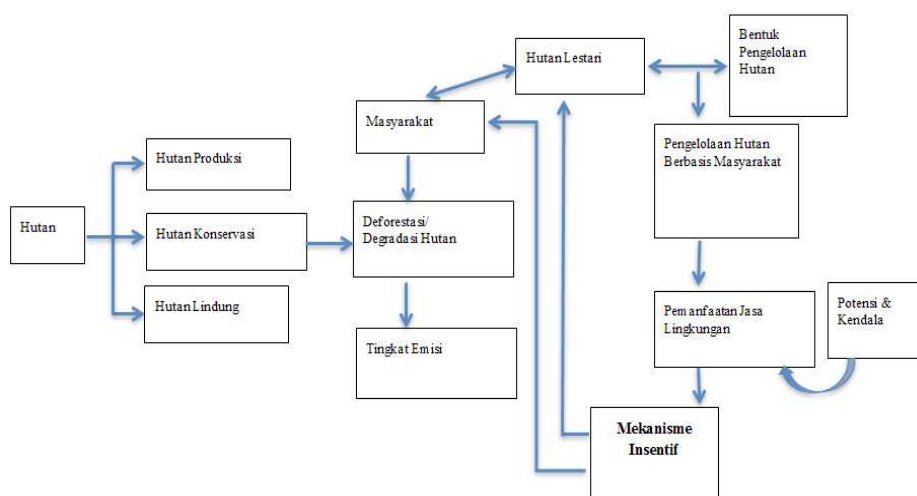 Hutan
Hutan Produksi
Hutan Konservasi
Hutan Lindung
Masyarakat
Deforestasi/
Degradasi Hutan
Tingkat Emisi
Hutan Lestari
Bentuk
Pengelolaan
Hutan
Pengelolaan Hutan
Berbasis Masyarakat
Pemanfaatan Jasa
Lingkungan
Potensi &
Kendala
Mekanisme
Insentif